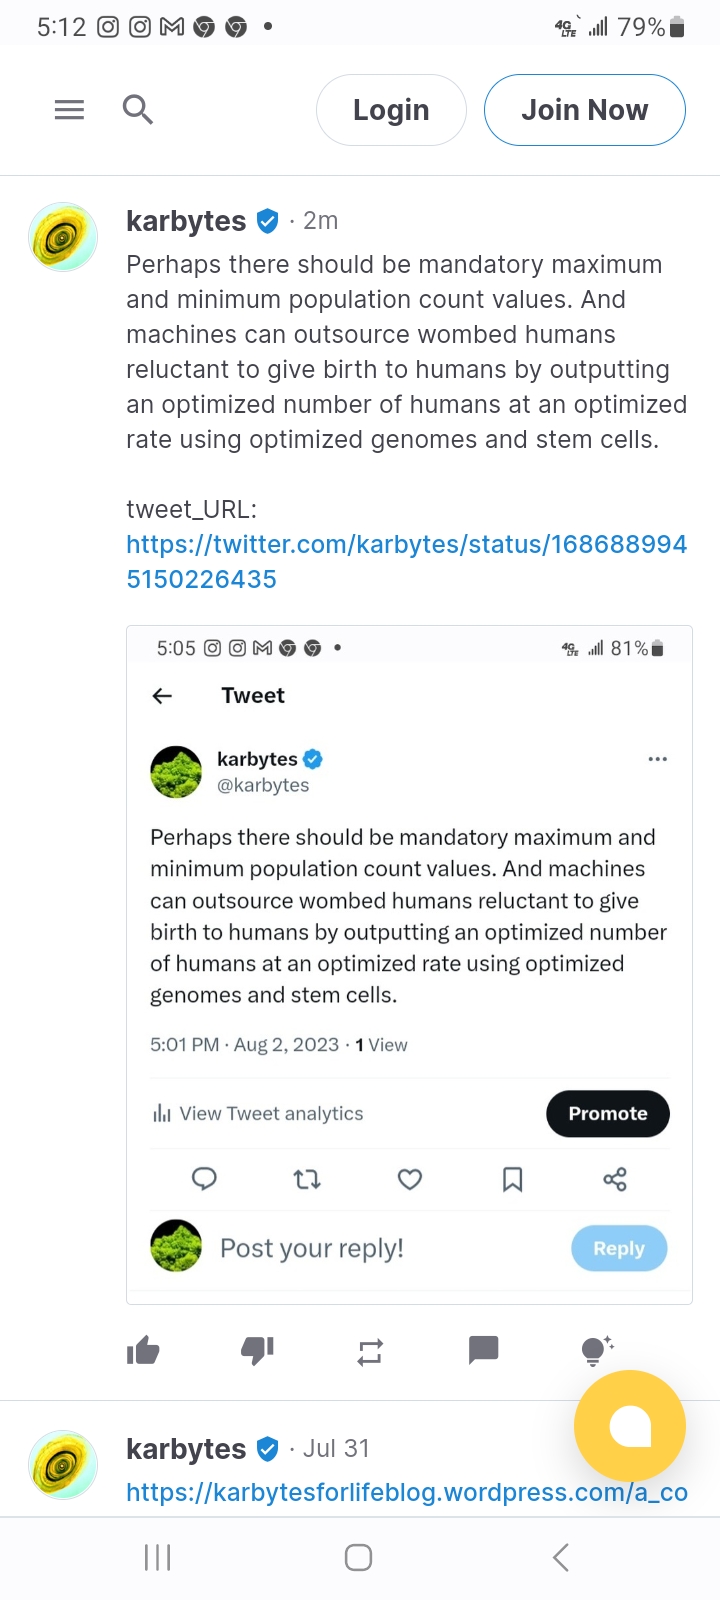 5:12
4G LTE 79%
Login
Join Now
karbytes · 2m
Perhaps there should be mandatory maximum
and minimum population count values. And
machines can outsource wombed humans
reluctant to give birth to humans by outputting
an optimized number of humans at an optimized
rate using optimized genomes and stem cells.
tweet_URL:
https://twitter.com/karbytes/status/168688994
5150226435
5:05
4G LTE 81%
Tweet
karbytes
@karbytes
Perhaps there should be mandatory maximum and
minimum population count values. And machines
can outsource wombed humans reluctant to give
birth to humans by outputting an optimized number
of humans at an optimized rate using optimized
genomes and stem cells.
5:01 PM · Aug 2, 2023 · 1 View
View Tweet analytics
Promote
Post your reply!
Reply
karbytes · Jul 31
https://karbytesforlifeblog.wordpress.com/a_co